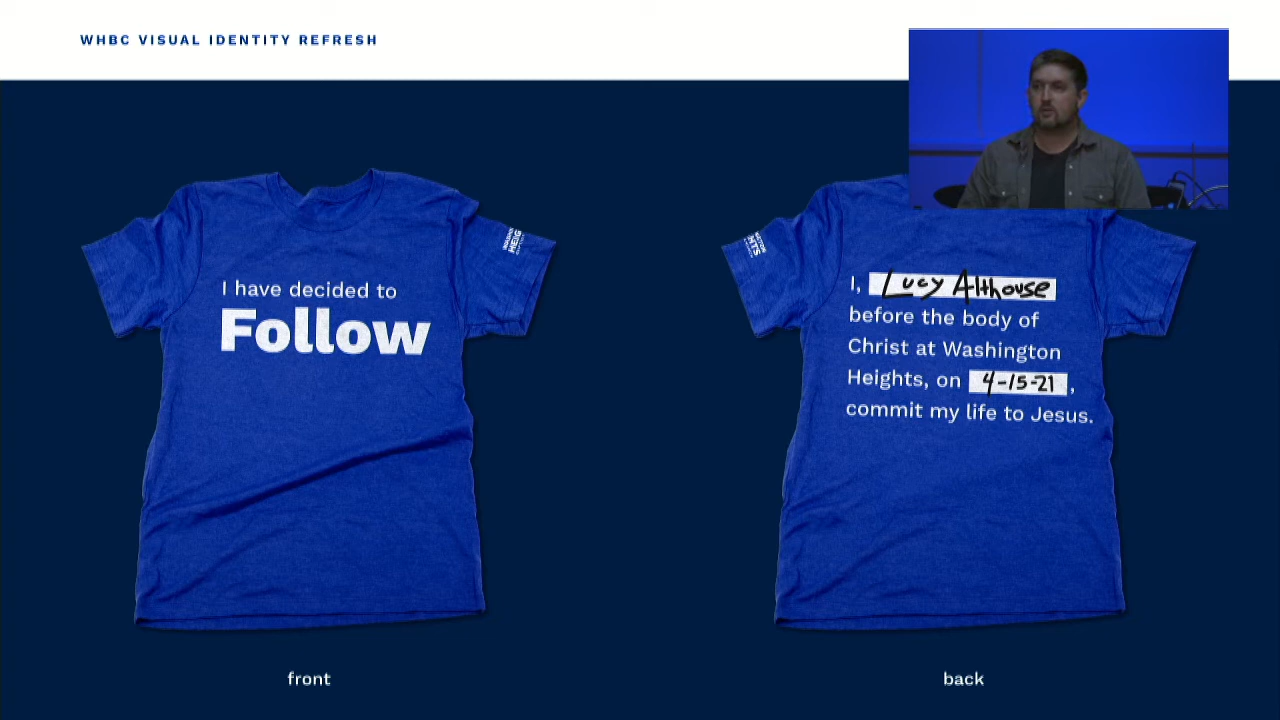 WHBC VISUAL IDENTITY REFRESH
I have decided to
Follow
I, Lucy Althouse
before the body of
Christ at Washington
Heights, on 4-15-21,
commit my life to Jesus.
front
back